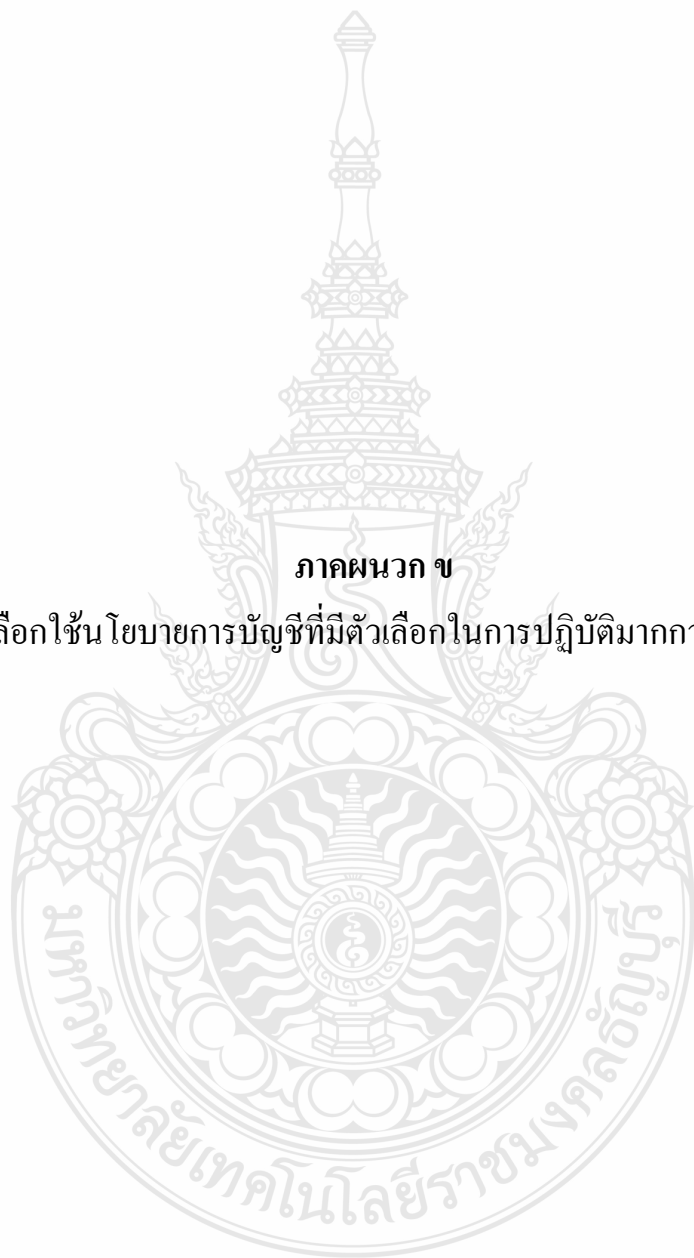 ภาคผนวก ข
ลือกใช้นโยบายการบัญชีที่มีตัวเลือกในการปฏิบัติมากกว
มหาวิทยาลัยเทคโนโลยีราชมงคลธัญบุรี